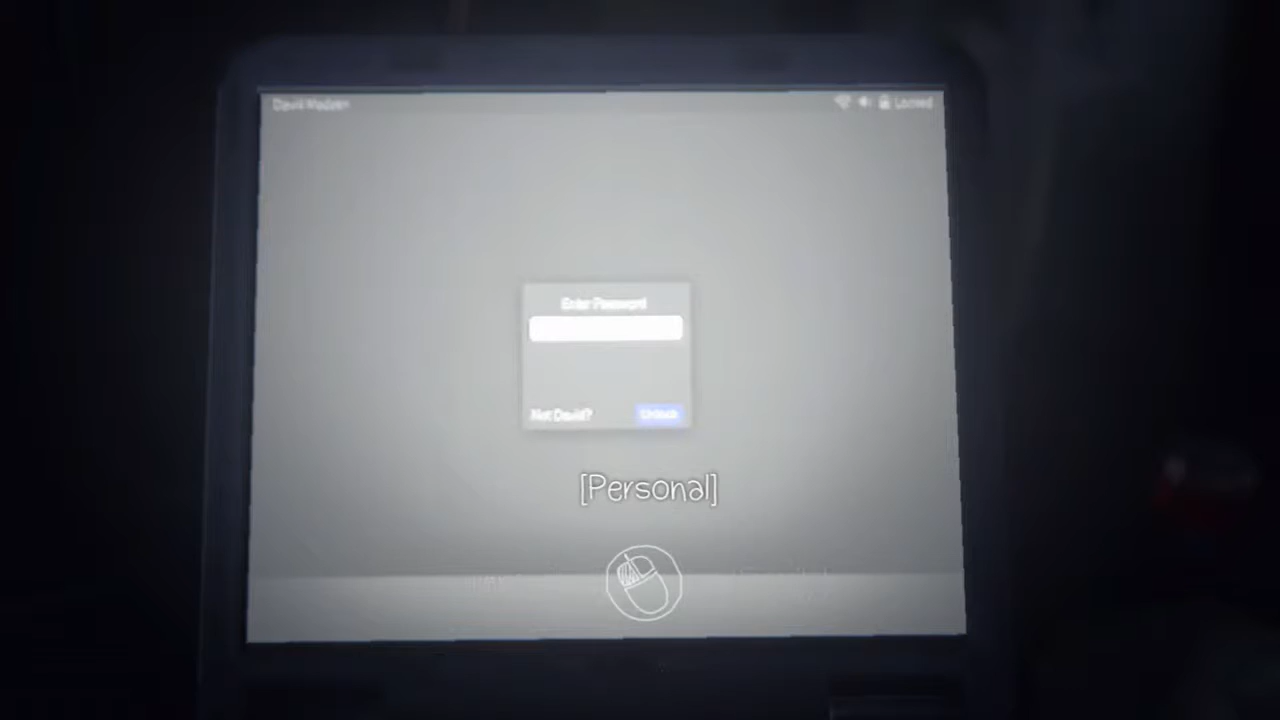 David Madsen
Locked
Enter Password
Not David?
Unlock
[Personal]